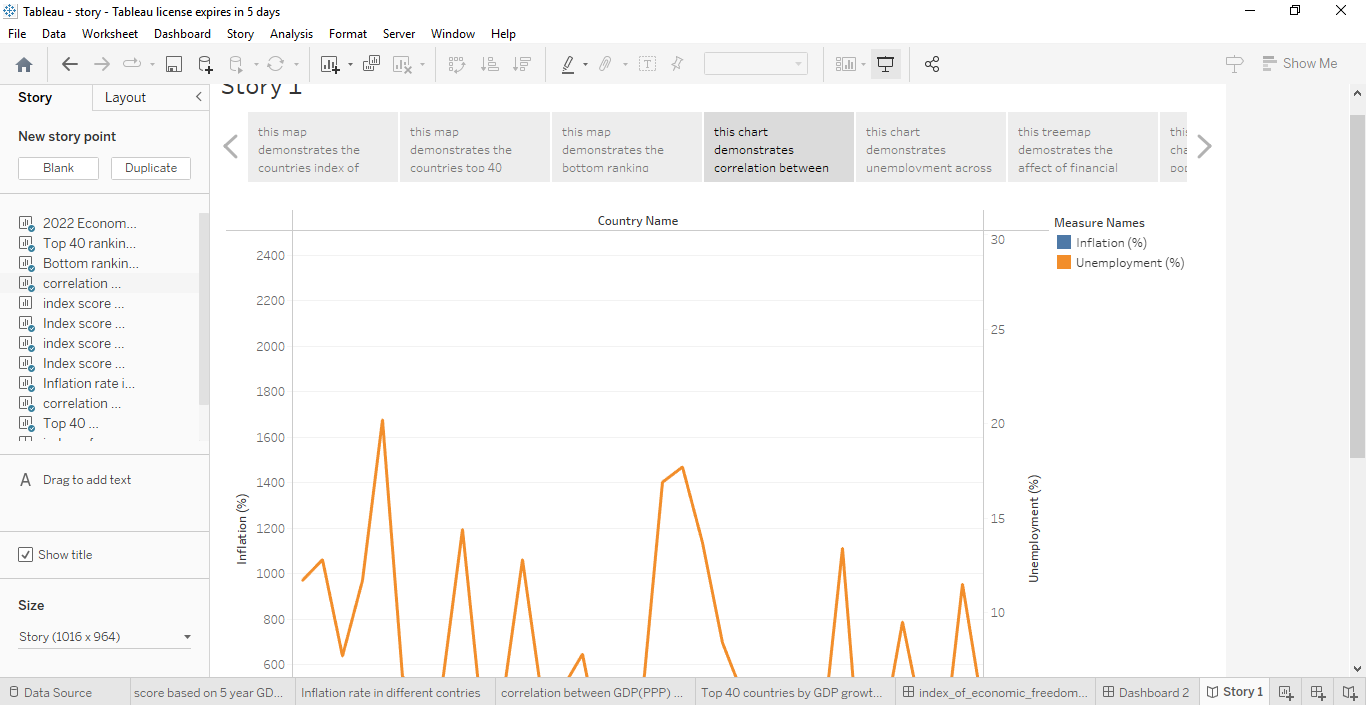 Tableau - story - Tableau license expires in 5 days
File Data Worksheet Dashboard Story Analysis Format Server Window Help
Show Me
Story Layout
New story point
Blank Duplicate
2022 Econom...
Top 40 rankin...
Bottom rankin...
correlation ...
index score ...
Index score ...
index score ...
Index score ...
Inflation rate i...
correlation ...
Top 40 ...
A Drag to add text
Show title
Size
Story (1016 x 964)
Story 1
this map
demonstrates the
countries index of
this map
demonstrates the
countries top 40
this map
demonstrates the
bottom ranking
this chart
demonstrates
correlation between
this chart
demonstrates
unemployment across
this treemap
demostrates the
affect of financial
Country Name
2400
2200
2000
1800
1600
1400
1200
1000
800
600
Inflation (%)
30
25
20
15
10
Unemployment (%)
Measure Names
Inflation (%)
Unemployment (%)
Data Source
score based on 5 year GD...
Inflation rate in different contries
correlation between GDP(PPP) ...
Top 40 countries by GDP growt...
index_of_economic_freedom...
Dashboard 2
Story 1